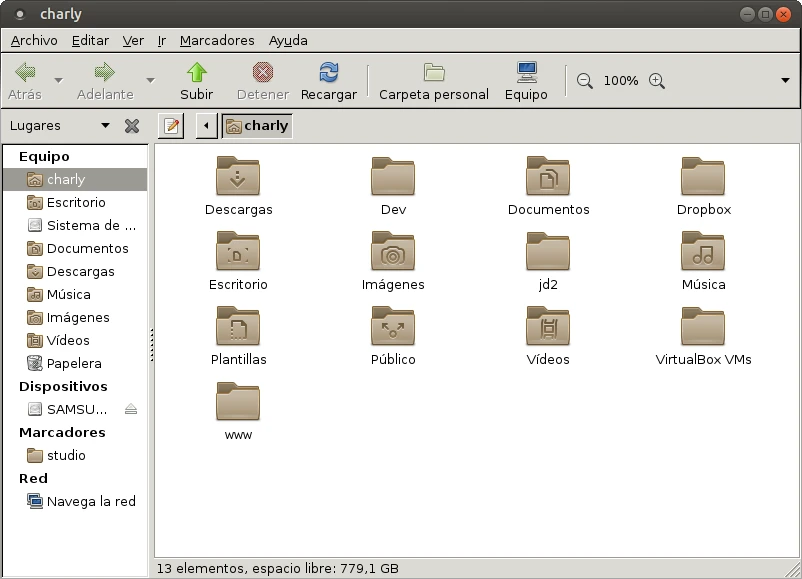 charly
Archivo Editar Ver Ir Marcadores Ayuda
Atrás Adelante Subir Detener Recargar Carpeta personal Equipo 100%
Lugares charly
Equipo
charly
Escritorio
Sistema de ...
Documentos
Descargas
Música
Imágenes
Vídeos
Papelera
Dispositivos
SAMSU...
Marcadores
studio
Red
Navega la red
Descargas Dev Documentos Dropbox
Escritorio Imágenes jd2 Música
Plantillas Público Vídeos VirtualBox VMs
www
13 elementos, espacio libre: 779,1 GB